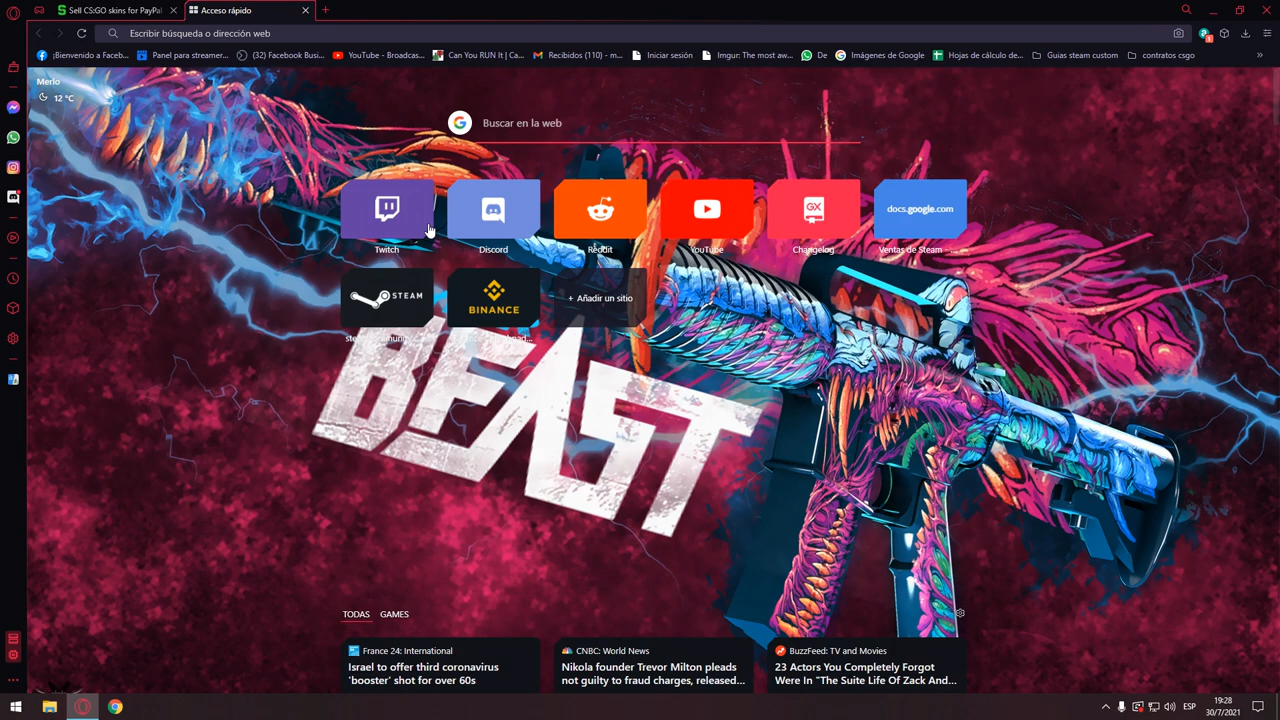 Sell CS:GO skins for PayPal
Acceso rápido
Escribir búsqueda o dirección web
1
¡Bienvenido a Faceb...
Panel para streamer...
(32) Facebook Busi...
YouTube - Broadcas...
Can You RUN It | Ca...
Recibidos (110) - m...
Iniciar sesión
Imgur: The most aw...
De
Imágenes de Google
Hojas de cálculo de...
Guias steam custom
contratos csgo
Merlo
12 °C
Buscar en la web
GX
docs.google.com
Twitch
Discord
Reddit
YouTube
Changelog
Ventas de Steam -...
STEAM
BINANCE
+ Añadir un sitio
BEAST
TODAS
GAMES
France 24: International
Israel to offer third coronavirus
'booster' shot for over 60s
CNBC: World News
Nikola founder Trevor Milton pleads
not guilty to fraud charges, released...
BuzzFeed: TV and Movies
23 Actors You Completely Forgot
Were In "The Suite Life Of Zack And...
ESP
19:28
30/7/2021